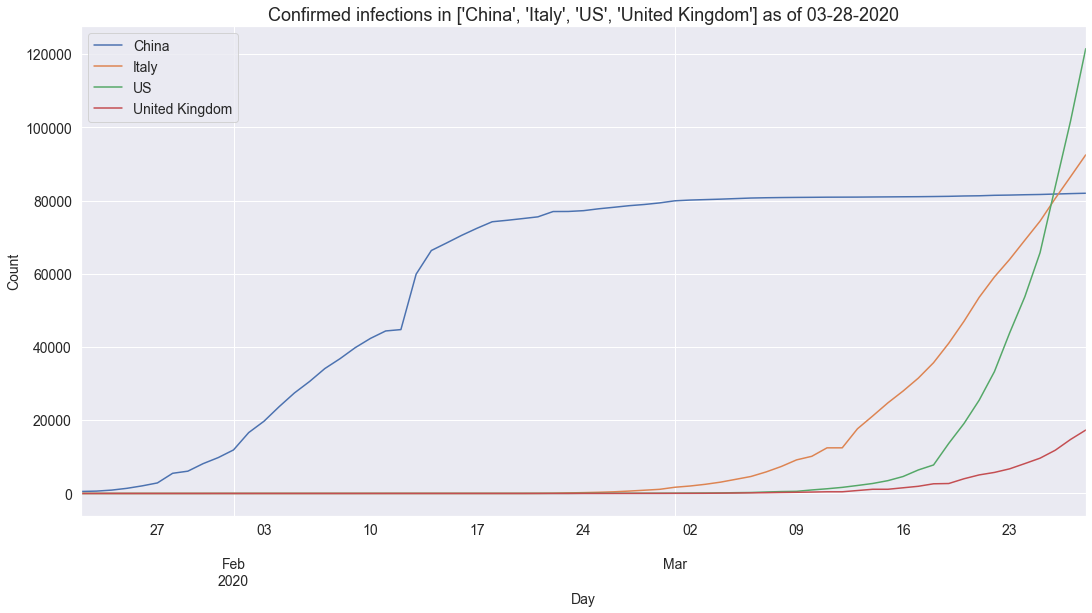 Confirmed infections in ['China', 'Italy', 'US', 'United Kingdom'] as of 03-28-2020
China
Italy
US
United Kingdom
120000
100000
80000
60000
40000
20000
0
Count
27 03 10 17 24 02 09 16 23
Feb Mar
2020
Day